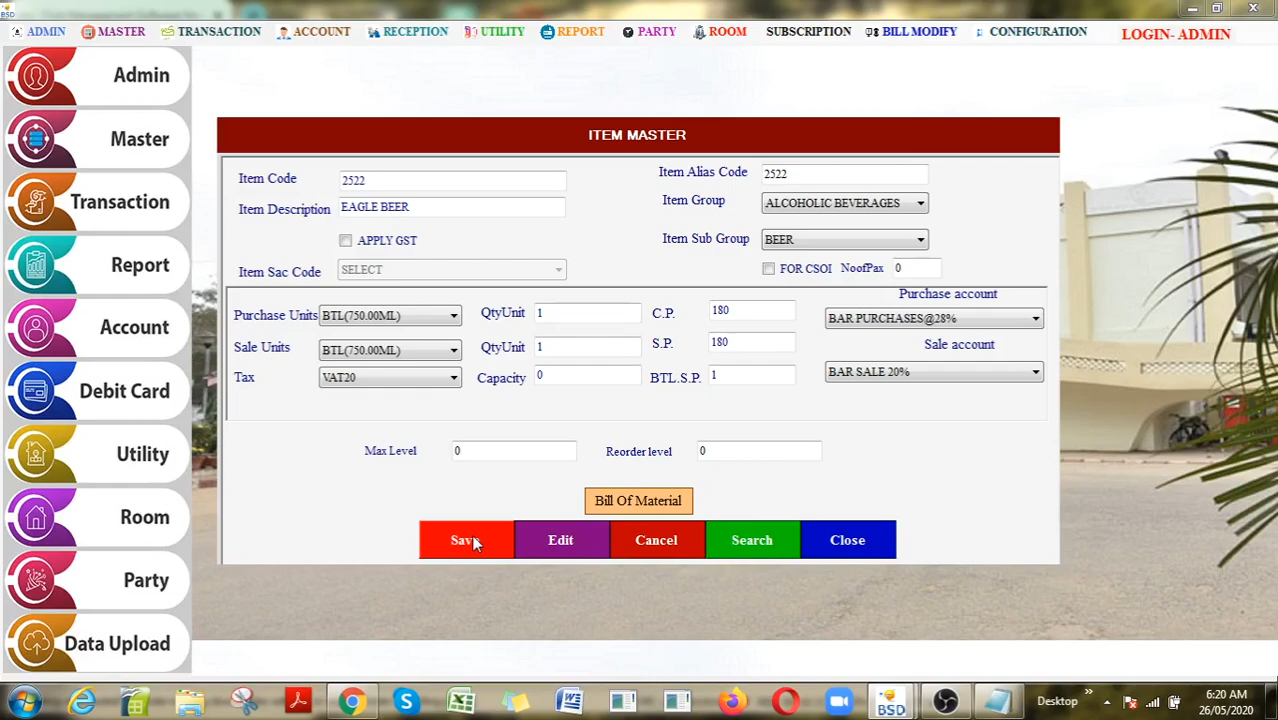 BSD
ADMIN MASTER TRANSACTION ACCOUNT RECEPTION UTILITY REPORT PARTY ROOM SUBSCRIPTION BILL MODIFY CONFIGURATION LOGIN- ADMIN
Admin
Master
Transaction
Report
Account
Debit Card
Utility
Room
Party
Data Upload
ITEM MASTER
Item Code 2522 Item Alias Code 2522
Item Description EAGLE BEER Item Group ALCOHOLIC BEVERAGES
APPLY GST Item Sub Group BEER
Item Sac Code SELECT FOR CSOI NoofPax 0
Purchase account
Purchase Units BTL(750.00ML) QtyUnit 1 C.P. 180 BAR PURCHASES@28%
Sale Units BTL(750.00ML) QtyUnit 1 S.P. 180 Sale account
Tax VAT20 Capacity 0 BTL.S.P. 1 BAR SALE 20%
Max Level 0 Reorder level 0
Bill Of Material
Save Edit Cancel Search Close
BSD Desktop 6:20 AM
26/05/2020